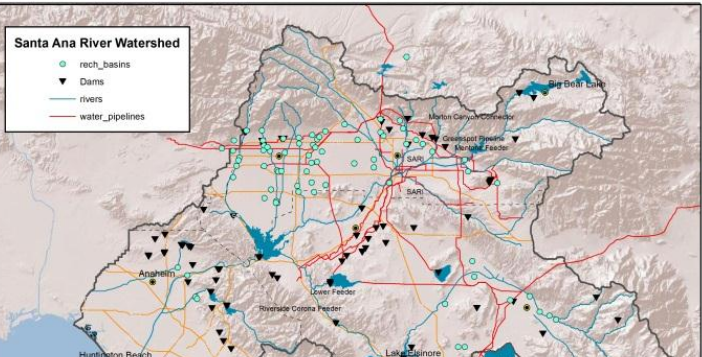 Santa Ana River Watershed
rech_basins
Dams
rivers
water_pipelines
Big Bear Lake
Morton Canyon Connector
Greenspot Pipeline
Mentone Feeder
SARI
SARI
Anaheim
Lower Feeder
Riverside Corona Feeder
Huntington Beach
Lake Elsinore